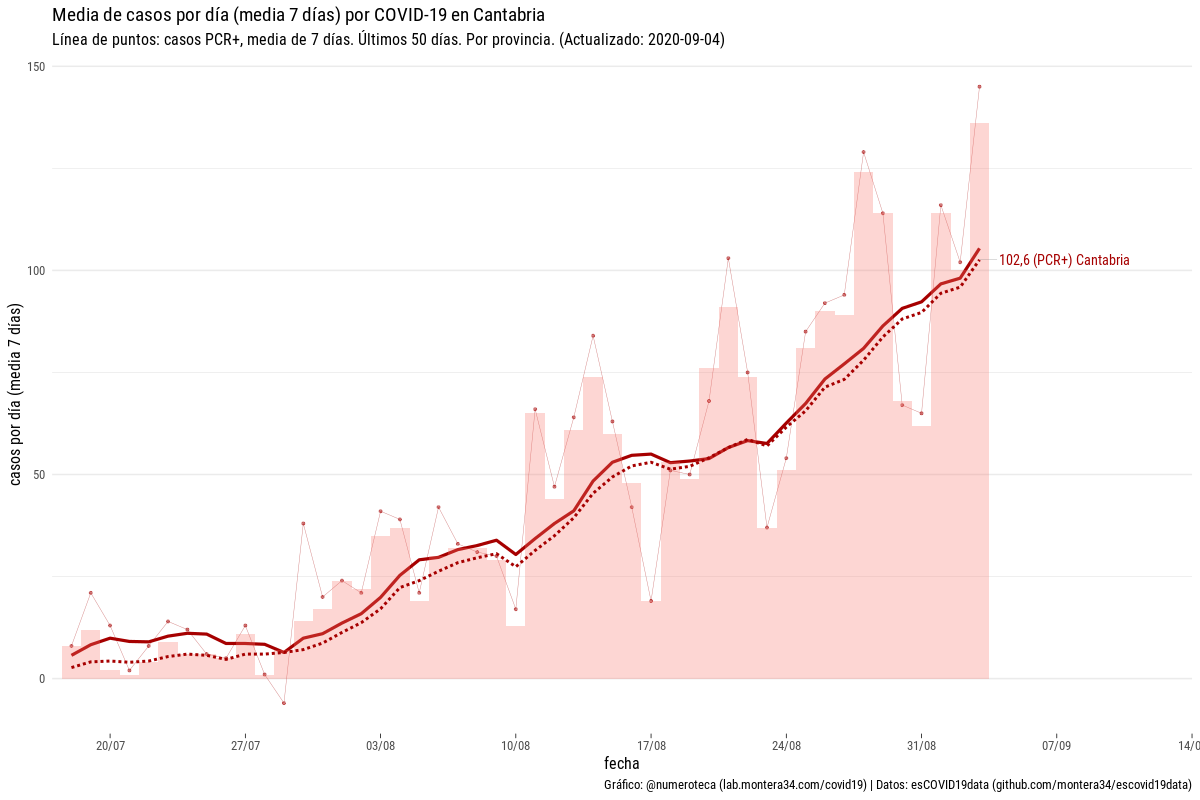 Media de casos por día (media 7 días) por COVID-19 en Cantabria
Línea de puntos: casos PCR+, media de 7 días. Últimos 50 días. Por provincia. (Actualizado: 2020-09-04)
150
100
50
0
casos por día (media 7 días)
102,6 (PCR+) Cantabria
20/07
27/07
03/08
10/08
17/08
24/08
31/08
07/09
14/0
fecha
Gráfico: @numeroteca (lab.montera34.com/covid19) | Datos: esCOVID19data (github.com/montera34/escovid19data)